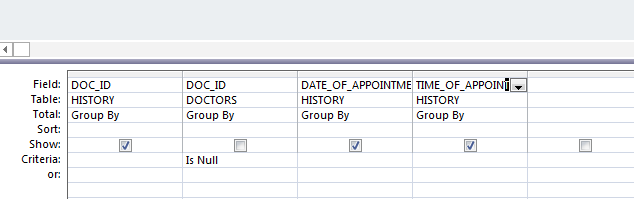 Field: DOC_ID DOC_ID DATE_OF_APPOINTME TIME_OF_APPOINT
Table: HISTORY DOCTORS HISTORY HISTORY
Total: Group By Group By Group By Group By
Sort:
Show:
Criteria: Is Null
or: